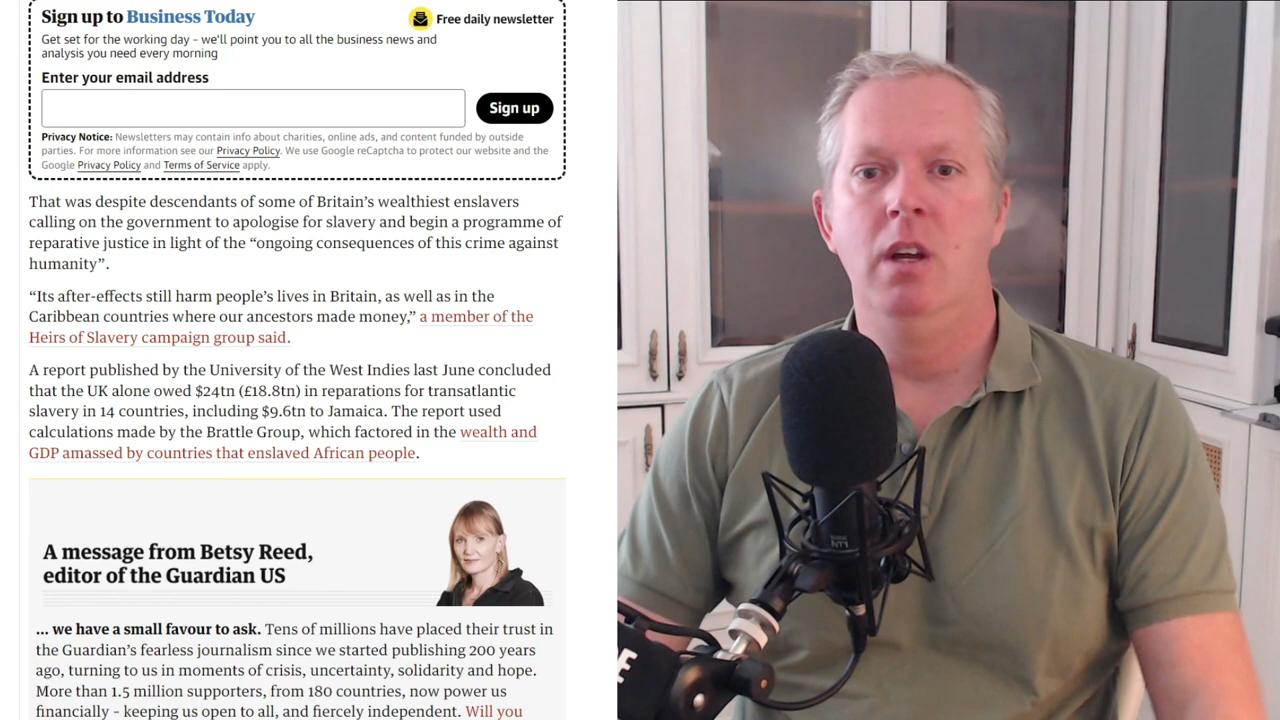 Sign up to Business Today
Free daily newsletter
Get set for the working day – we'll point you to all the business news and
analysis you need every morning
Enter your email address
Sign up
Privacy Notice: Newsletters may contain info about charities, online ads, and content funded by outside
parties. For more information see our Privacy Policy. We use Google reCaptcha to protect our website and the
Google Privacy Policy and Terms of Service apply.
That was despite descendants of some of Britain’s wealthiest enslavers
calling on the government to apologise for slavery and begin a programme of
reparative justice in light of the “ongoing consequences of this crime against
humanity”.
“Its after-effects still harm people’s lives in Britain, as well as in the
Caribbean countries where our ancestors made money,” a member of the
Heirs of Slavery campaign group said.
A report published by the University of the West Indies last June concluded
that the UK alone owed $24tn (£18.8tn) in reparations for transatlantic
slavery in 14 countries, including $9.6tn to Jamaica. The report used
calculations made by the Brattle Group, which factored in the wealth and
GDP amassed by countries that enslaved African people.
A message from Betsy Reed,
editor of the Guardian US
... we have a small favour to ask. Tens of millions have placed their trust in
the Guardian’s fearless journalism since we started publishing 200 years
ago, turning to us in moments of crisis, uncertainty, solidarity and hope.
More than 1.5 million supporters, from 180 countries, now power us
financially – keeping us open to all, and fiercely independent. Will you